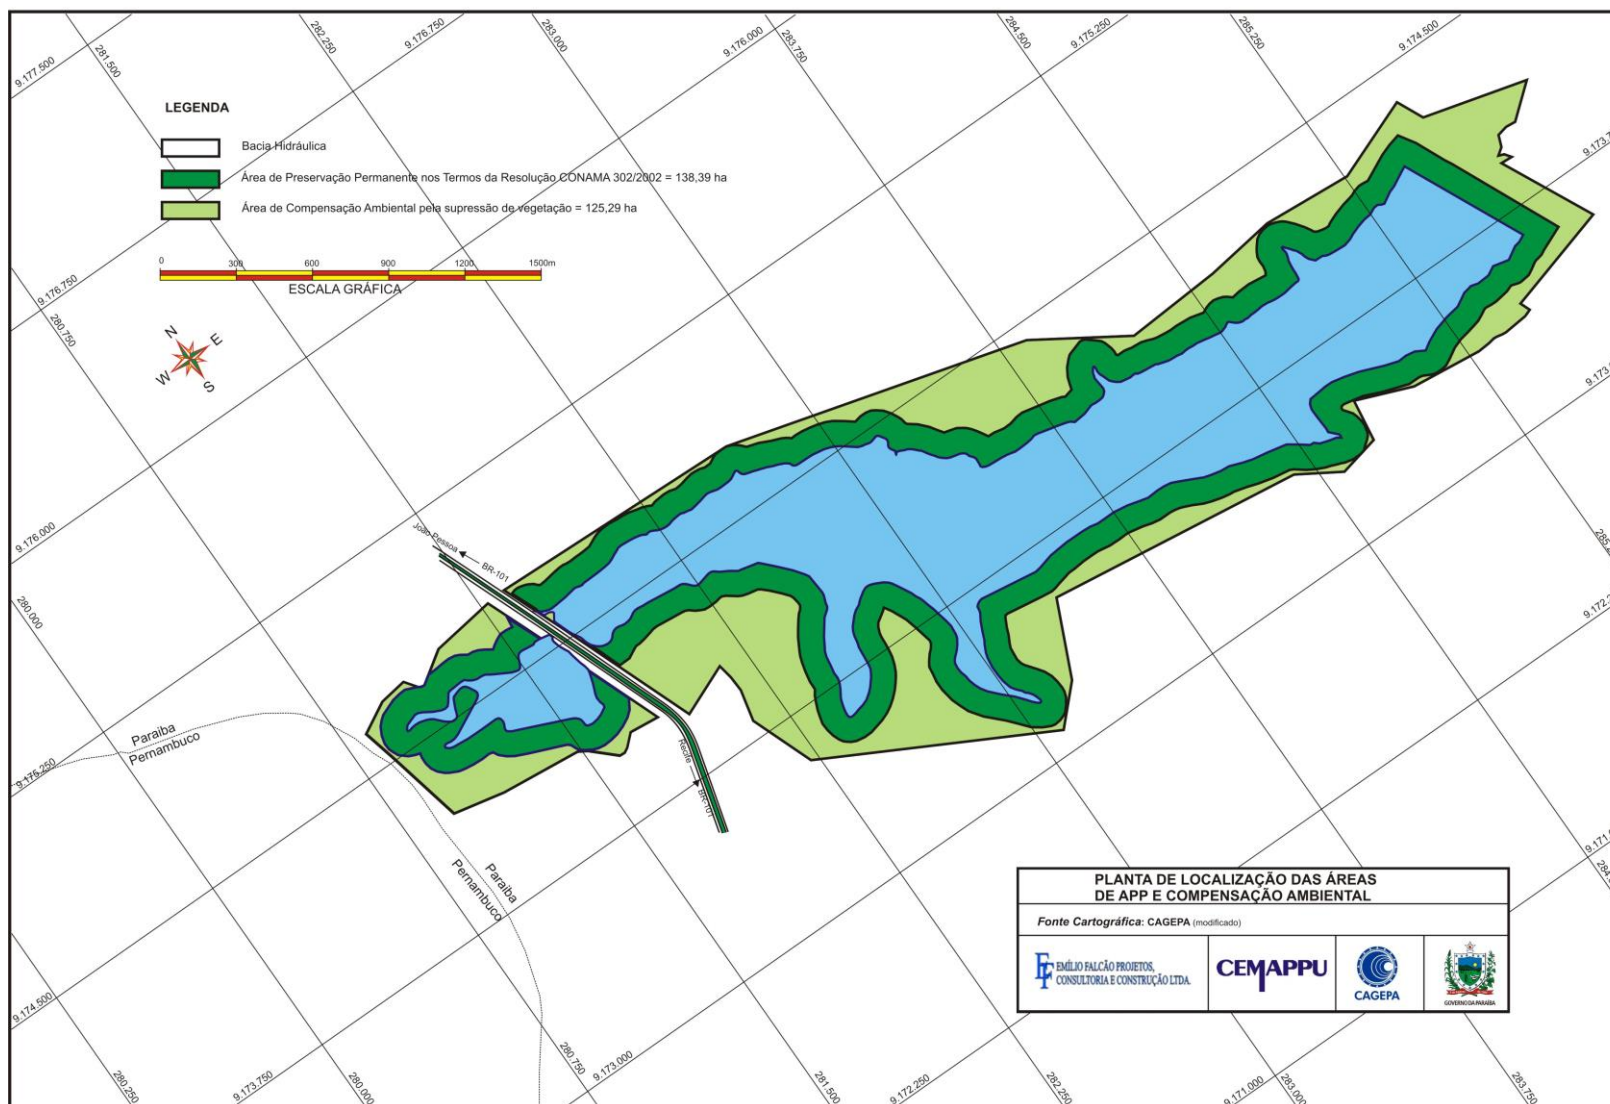 9.177.500
281.500
282.250
9.176.750
283.000
9.176.000
283.750
284.500
9.175.250
285.250
9.174.500
LEGENDA
Bacia Hidráulica
Área de Preservação Permanente nos Termos da Resolução CONAMA 302/2002 = 138,39 ha
Área de Compensação Ambiental pela supressão de vegetação = 125,29 ha
0 300 600 900 1200 1500m
ESCALA GRÁFICA
N
E
W
S
9.176.750
280.750
9.176.000
280.000
9.175.250
9.174.500
João Pessoa
BR-101
Recife
BR-101
Paraiba
Pernambuco
Paraiba
Pernambuco
280.250
9.173.750
280.000
280.750
9.173.000
281.500
9.172.250
282.250
9.171.000
283.000
283.750
PLANTA DE LOCALIZAÇÃO DAS ÁREAS
DE APP E COMPENSAÇÃO AMBIENTAL
Fonte Cartográfica: CAGEPA (modificado)
EF EMÍLIO FALCÃO PROJETOS,
CONSULTORIA E CONSTRUÇÃO LTDA.
CEMAPPU
CAGEPA
GOVERNO DA PARAÍBA